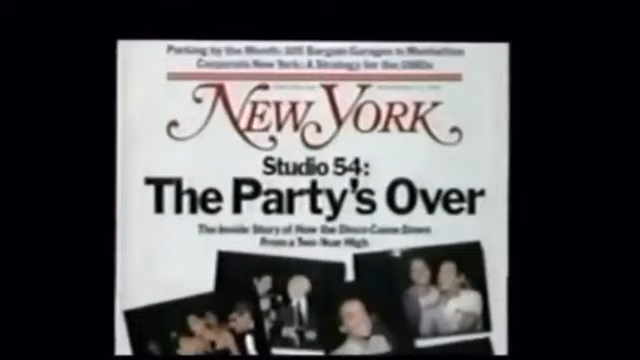 Parking by the Month: 105 Bargain Garages in Manhattan
Corporate New York: A Strategy for the 1980s
NEW YORK
Studio 54:
The Party's Over
The Inside Story of How the Disco Came Down
From a Two-Year High